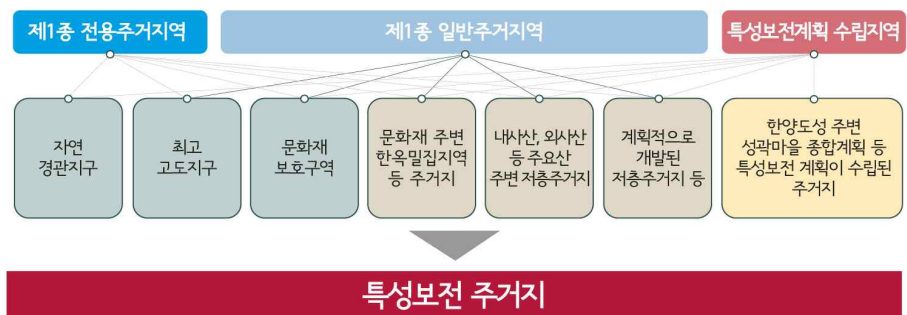 제1종 전용주거지역
제1종 일반주거지역
특성보전계획 수립지역
자연
경관지구
최고
고도지구
문화재
보호구역
문화재 주변
한옥밀집지역
등 주거지
내사산, 외사산
등 주요산
주변 저층주거지
계획적으로
개발된
저층주거지 등
한양도성 주변
성곽마을 종합계획 등
특성보전 계획이 수립된
주거지
특성보전 주거지